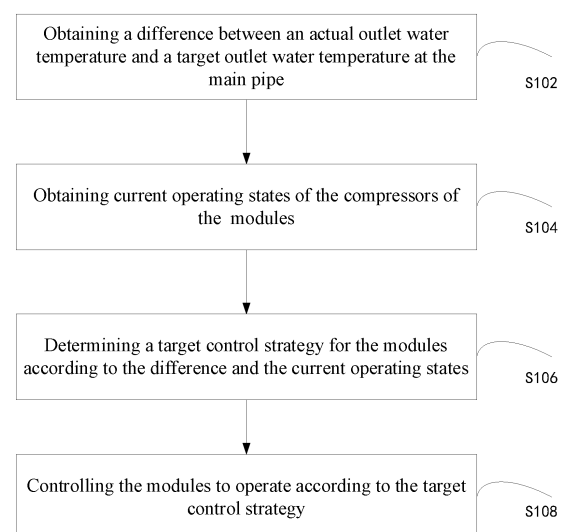 Obtaining a difference between an actual outlet water
temperature and a target outlet water temperature at the
main pipe
S102
Obtaining current operating states of the compressors of
the modules
S104
Determining a target control strategy for the modules
according to the difference and the current operating states
S106
Controlling the modules to operate according to the target
control strategy
S108